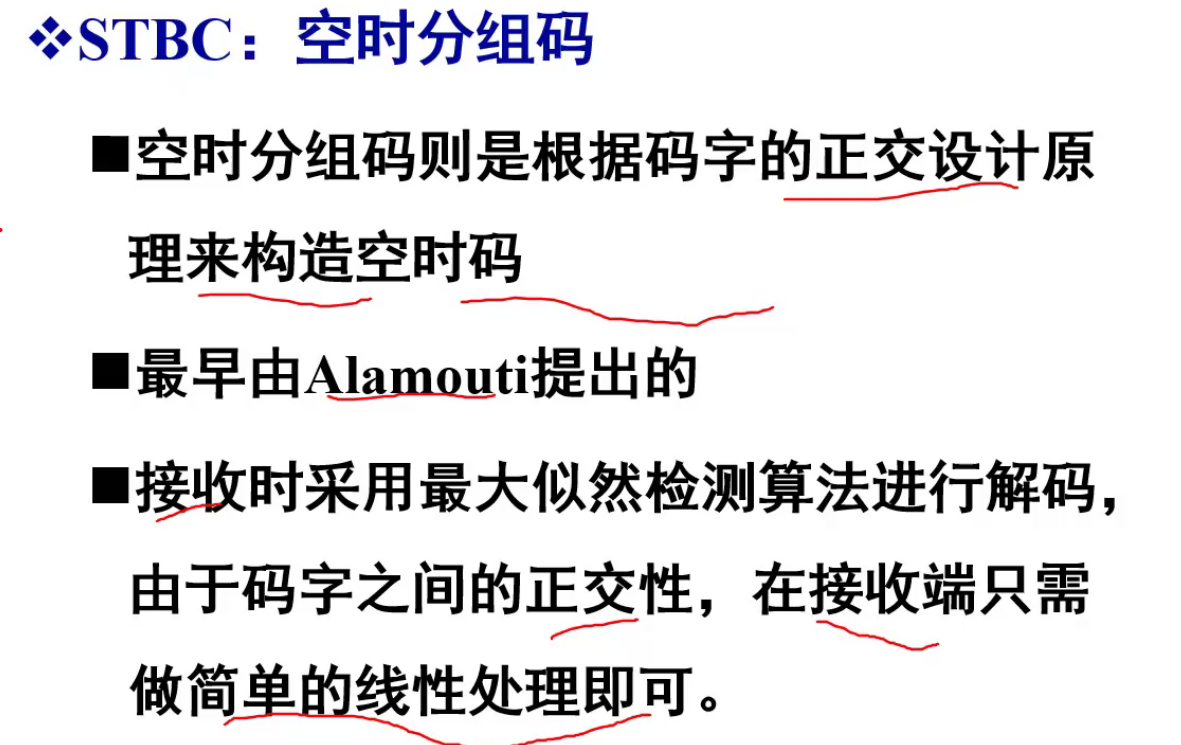 ❖STBC：空时分组码
■空时分组码则是根据码字的正交设计原
理来构造空时码
■最早由Alamouti提出的
■接收时采用最大似然检测算法进行解码，
由于码字之间的正交性，在接收端只需
做简单的线性处理即可。